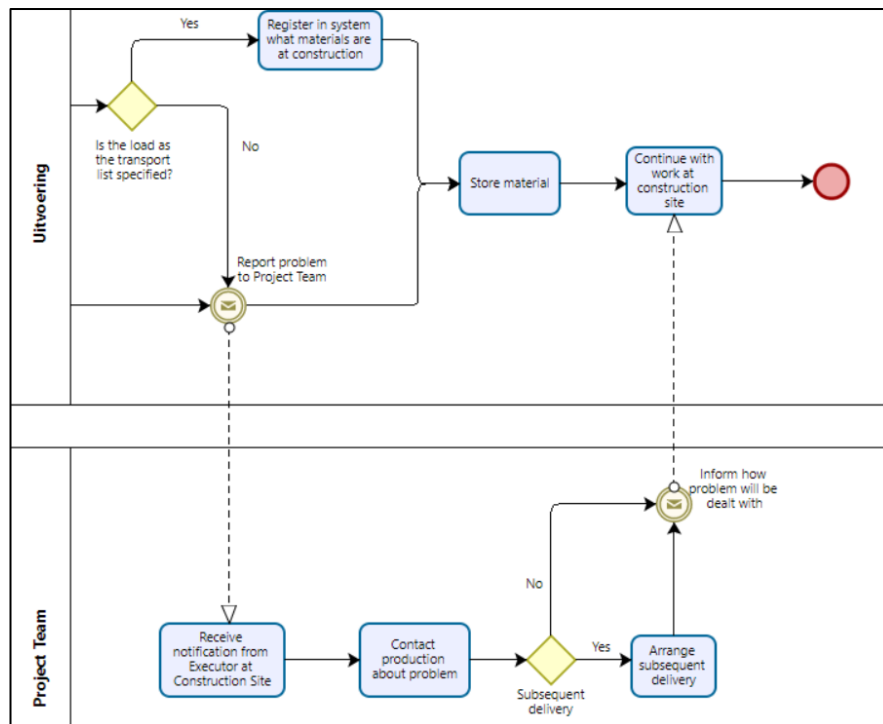 Uitvoering
Yes
Register in system
what materials are
at construction
Is the load as
the transport
list specified?
No
Report problem
to Project Team
Store material
Continue with
work at
construction
site
Project Team
Receive
notification from
Executor at
Construction Site
Contact
production
about problem
No
Subsequent
delivery
Yes
Arrange
subsequent
delivery
Inform how
problem will be
dealt with